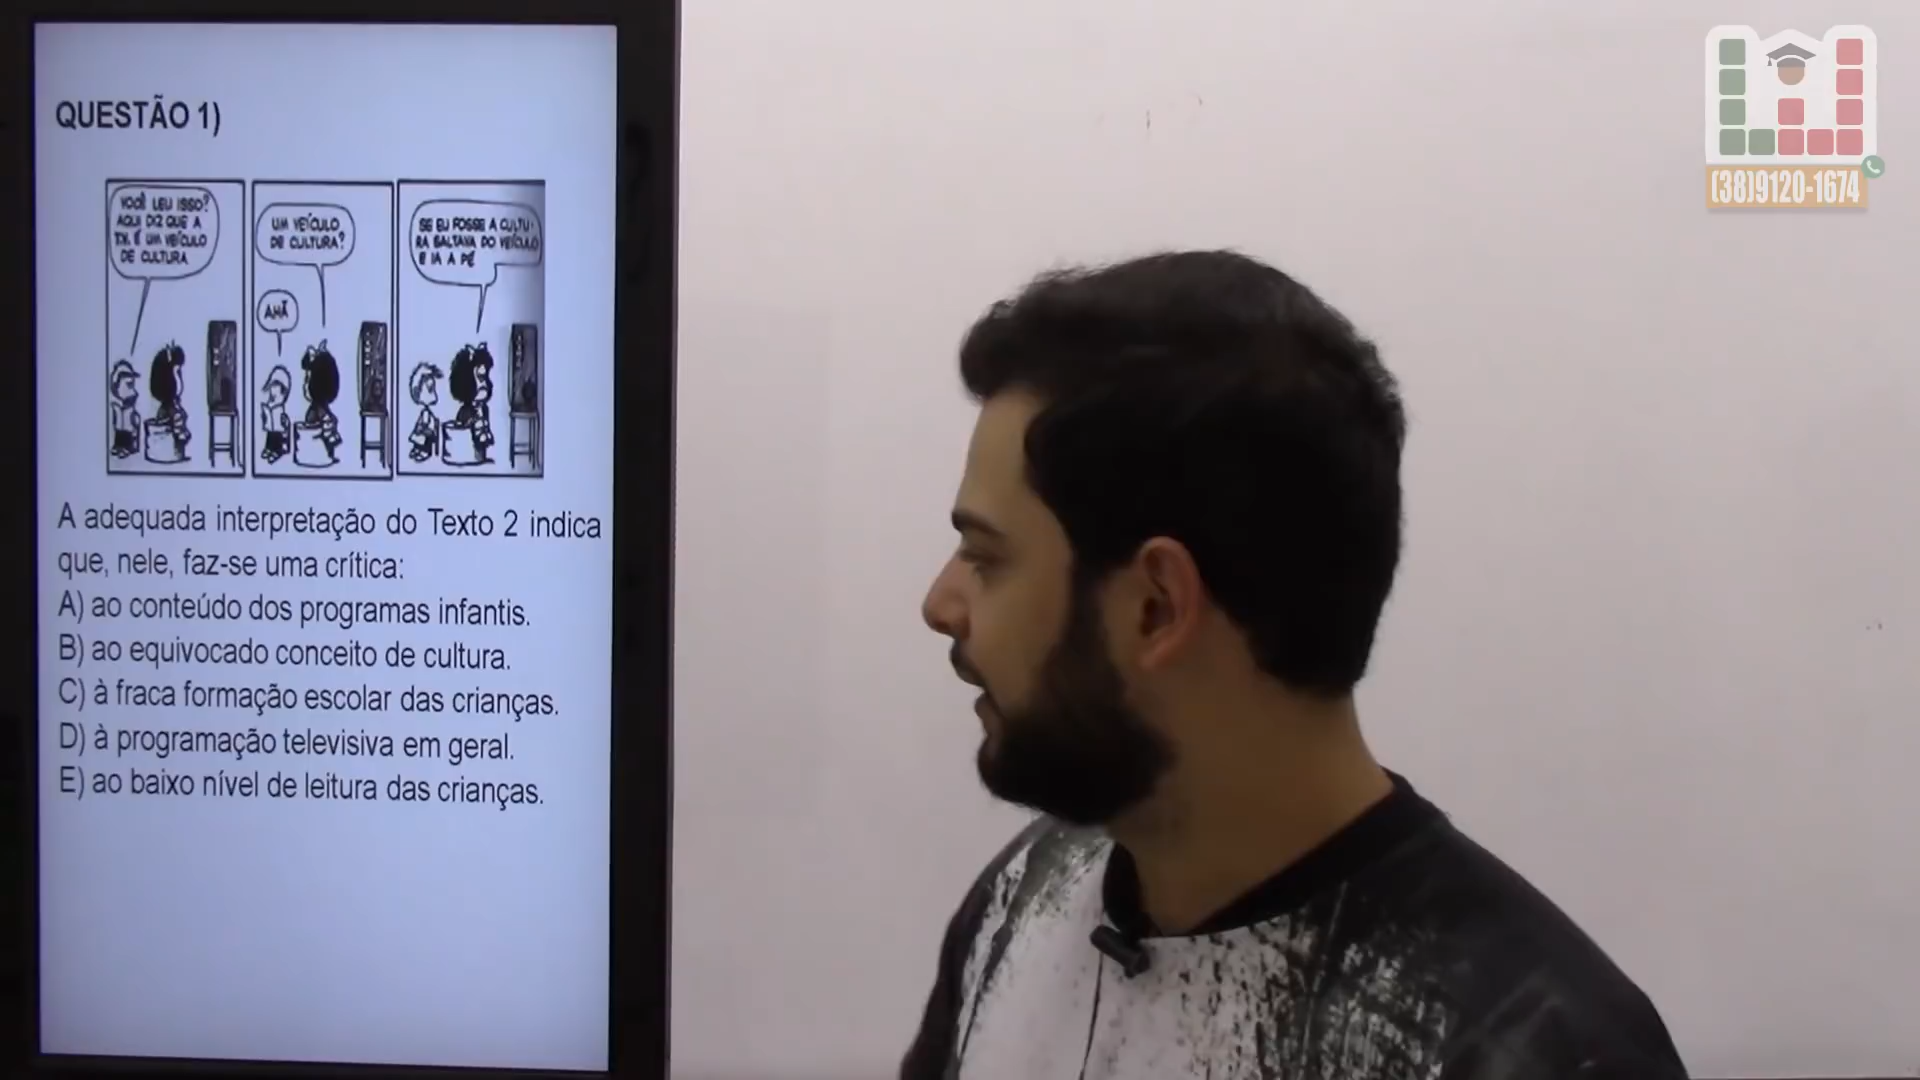 QUESTÃO 1)
VOCÊ LEU ISSO?
AQUI DIZ QUE A
TV. É UM VEÍCULO
DE CULTURA
UM VEÍCULO
DE CULTURA?
AHÃ
SE EU FOSSE A CULTU-
RA SALTAVA DO VEÍCULO
E IA A PÉ
A adequada interpretação do Texto 2 indica
que, nele, faz-se uma crítica:
A) ao conteúdo dos programas infantis.
B) ao equivocado conceito de cultura.
C) à fraca formação escolar das crianças.
D) à programação televisiva em geral.
E) ao baixo nível de leitura das crianças.
(38)9120-1674